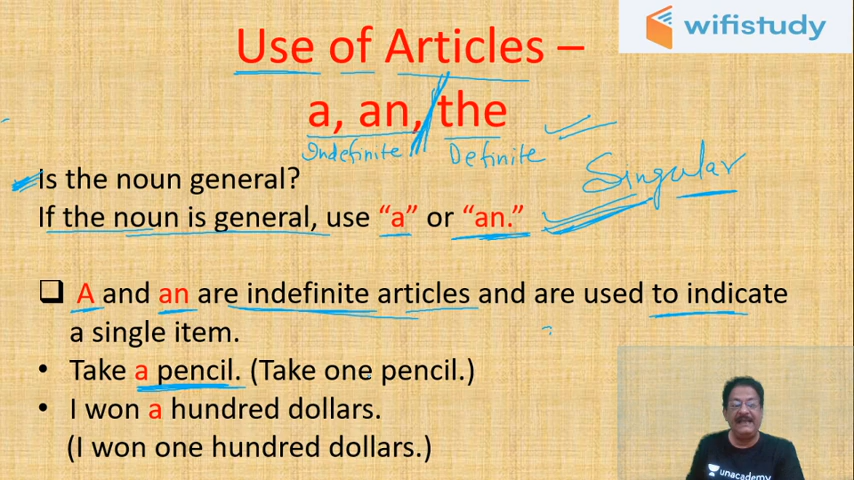 wifistudy
Use of Articles –
a, an, the
Indefinite Definite
Singular
Is the noun general?
If the noun is general, use “a” or “an.”
❑ A and an are indefinite articles and are used to indicate
a single item.
• Take a pencil. (Take one pencil.)
• I won a hundred dollars.
(I won one hundred dollars.)
unacademy